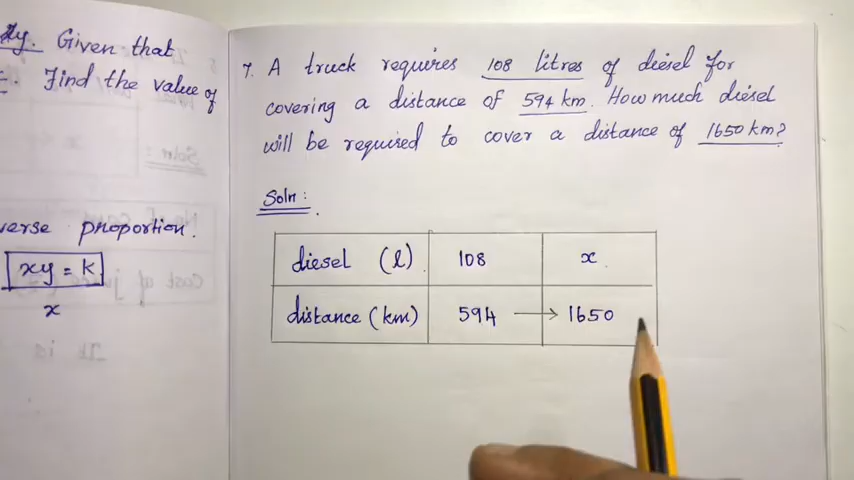 xy. Given that
Find the value of
verse proportion.
xy = k
x
7. A truck requires 108 litres of diesel for
covering a distance of 594 km. How much diesel
will be required to cover a distance of 1650 km?
Soln:
diesel (l) 108 x
distance (km) 594 → 1650